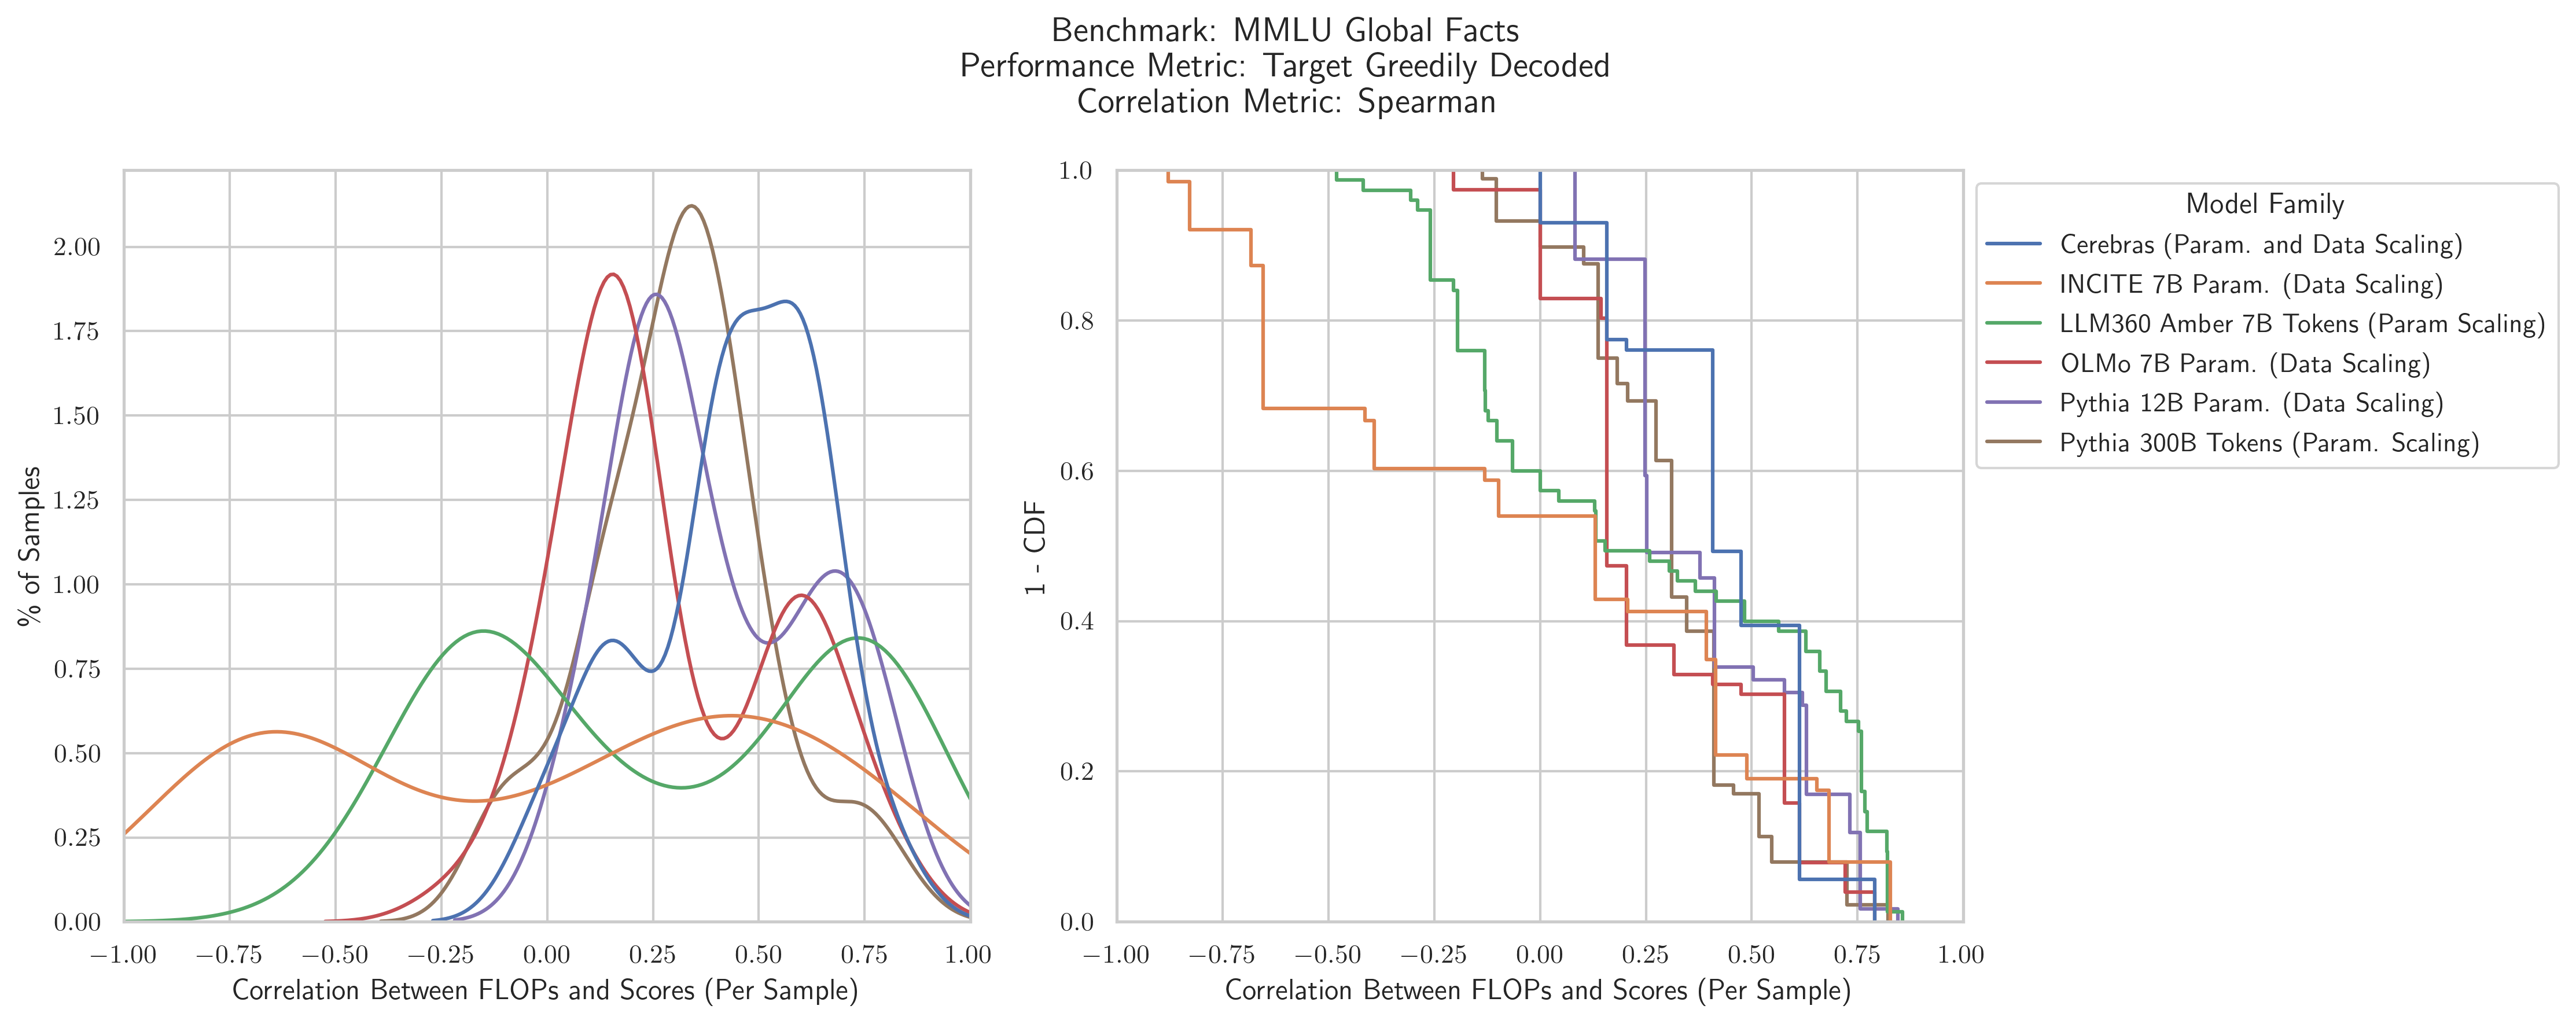 Benchmark: MMLU Global Facts
Performance Metric: Target Greedily Decoded
Correlation Metric: Spearman
% of Samples
2.00
1.75
1.50
1.25
1.00
0.75
0.50
0.25
0.00
−1.00 −0.75 −0.50 −0.25 0.00 0.25 0.50 0.75 1.00
Correlation Between FLOPs and Scores (Per Sample)
1 - CDF
1.0
0.8
0.6
0.4
0.2
0.0
−1.00 −0.75 −0.50 −0.25 0.00 0.25 0.50 0.75 1.00
Correlation Between FLOPs and Scores (Per Sample)
Model Family
Cerebras (Param. and Data Scaling)
INCITE 7B Param. (Data Scaling)
LLM360 Amber 7B Tokens (Param Scaling)
OLMo 7B Param. (Data Scaling)
Pythia 12B Param. (Data Scaling)
Pythia 300B Tokens (Param. Scaling)